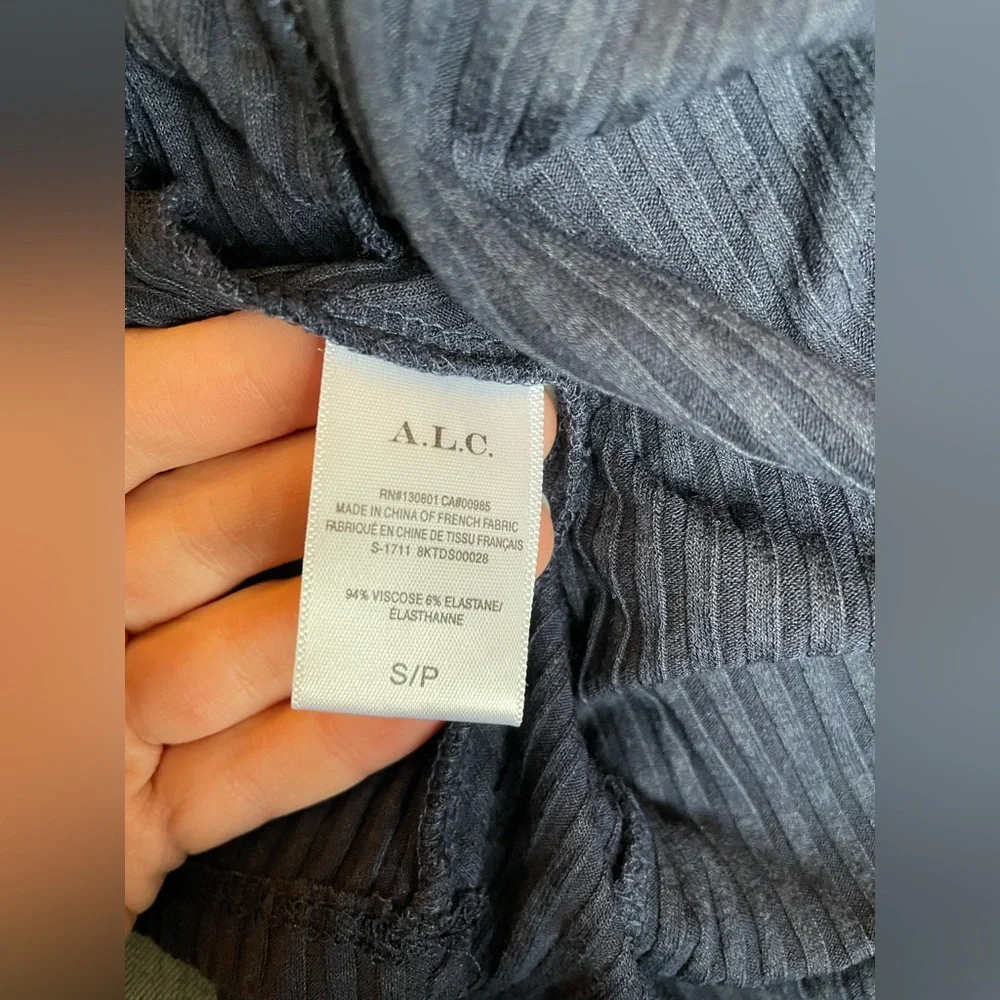 A.L.C.
RN#130801 CA#00985
MADE IN CHINA OF FRENCH FABRIC
FABRIQUÉ EN CHINE DE TISSU FRANÇAIS
S-1711 8KTDS00028
94% VISCOSE 6% ELASTANE/
ÉLASTHANNE
S/P